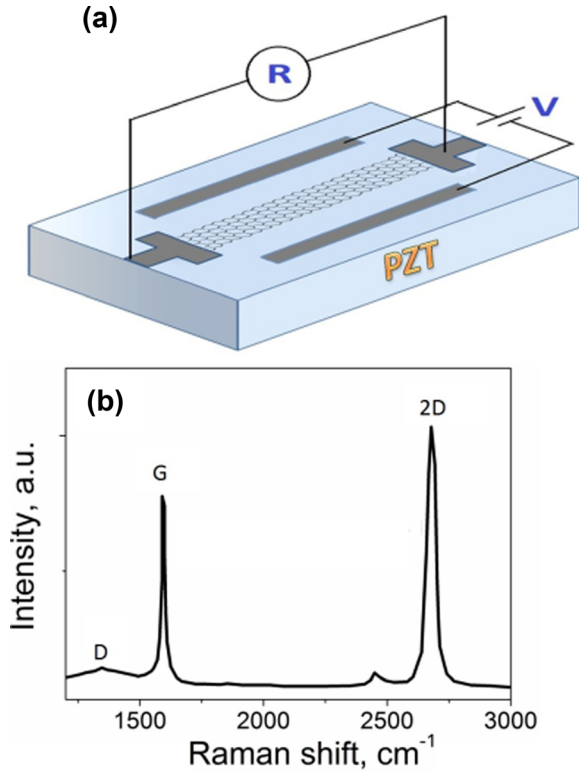 (a)
R
V
PZT
(b)
2D
G
D
Intensity, a.u.
1500 2000 2500 3000
Raman shift, cm⁻¹